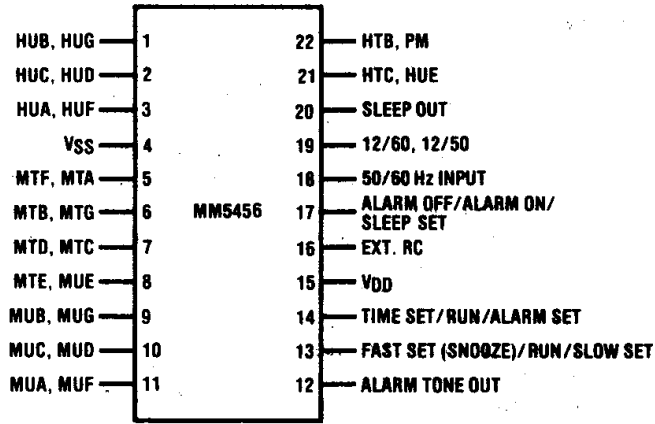 HUB, HUG 1 22 HTB, PM
HUC, HUD 2 21 HTC, HUE
HUA, HUF 3 20 SLEEP OUT
VSS 4 19 12/60, 12/50
MTF, MTA 5 18 50/60 Hz INPUT
MTB, MTG 6 MM5456 17 ALARM OFF/ALARM ON/
SLEEP SET
MTD, MTC 7 16 EXT. RC
MTE, MUE 8 15 VDD
MUB, MUG 9 14 TIME SET/RUN/ALARM SET
MUC, MUD 10 13 FAST SET (SNOOZE)/RUN/SLOW SET
MUA, MUF 11 12 ALARM TONE OUT